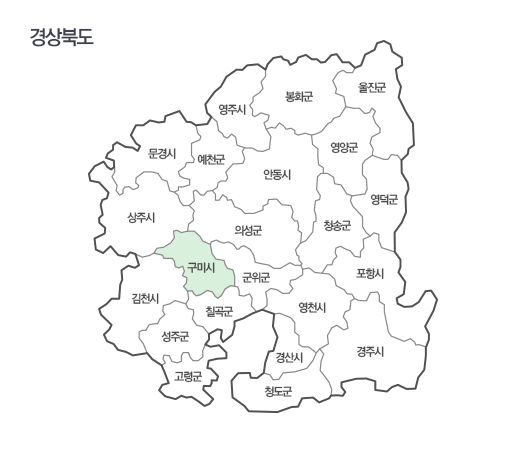 경상북도
울진군
봉화군
영주시
영양군
문경시
예천군
안동시
영덕군
상주시
청송군
의성군
구미시
포항시
군위군
김천시
영천시
칠곡군
성주군
경주시
경산시
고령군
청도군